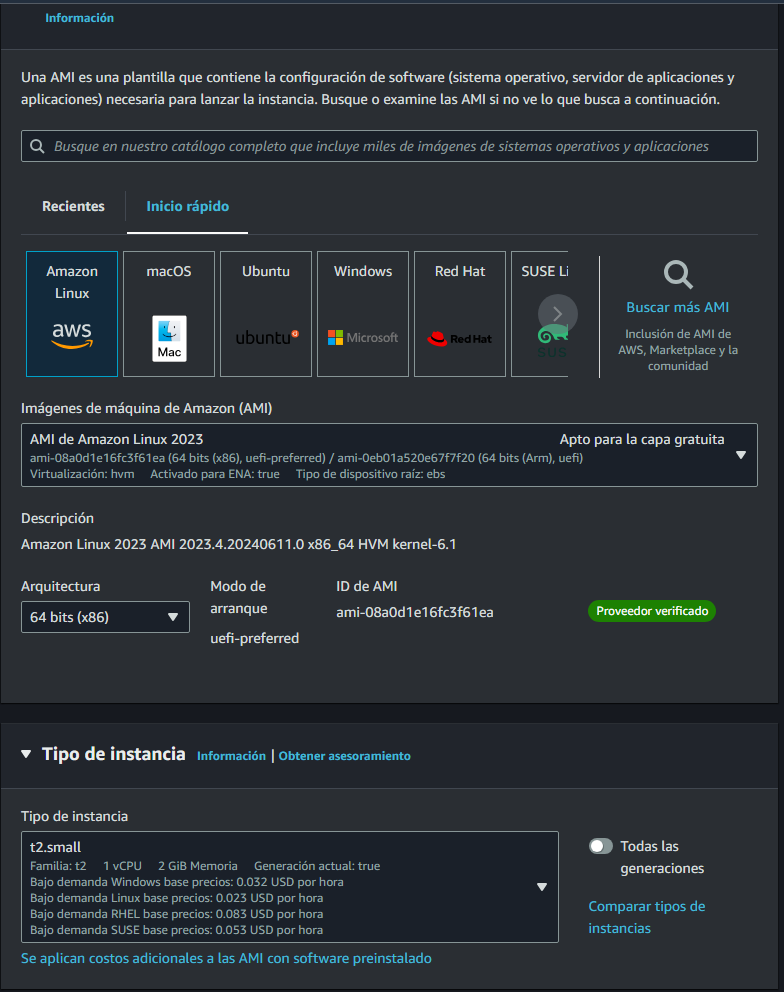 Información
Una AMI es una plantilla que contiene la configuración de software (sistema operativo, servidor de aplicaciones y
aplicaciones) necesaria para lanzar la instancia. Busque o examine las AMI si no ve lo que busca a continuación.
Busque en nuestro catálogo completo que incluye miles de imágenes de sistemas operativos y aplicaciones
Recientes
Inicio rápido
Amazon
Linux
aws
macOS
Mac
Ubuntu
ubuntu
Windows
Microsoft
Red Hat
Red Hat
SUSE Li
SUS
Buscar más AMI
Inclusión de AMI de
AWS, Marketplace y la
comunidad
Imágenes de máquina de Amazon (AMI)
AMI de Amazon Linux 2023 Apto para la capa gratuita
ami-08a0d1e16fc3f61ea (64 bits (x86), uefi-preferred) / ami-0eb01a520e67f7f20 (64 bits (Arm), uefi)
Virtualización: hvm Activado para ENA: true Tipo de dispositivo raíz: ebs
Descripción
Amazon Linux 2023 AMI 2023.4.20240611.0 x86_64 HVM kernel-6.1
Arquitectura
64 bits (x86)
Modo de
arranque
uefi-preferred
ID de AMI
ami-08a0d1e16fc3f61ea
Proveedor verificado
Tipo de instancia Información | Obtener asesoramiento
Tipo de instancia
t2.small
Familia: t2 1 vCPU 2 GiB Memoria Generación actual: true
Bajo demanda Windows base precios: 0.032 USD por hora
Bajo demanda Linux base precios: 0.023 USD por hora
Bajo demanda RHEL base precios: 0.083 USD por hora
Bajo demanda SUSE base precios: 0.053 USD por hora
Todas las
generaciones
Comparar tipos de
instancias
Se aplican costos adicionales a las AMI con software preinstalado